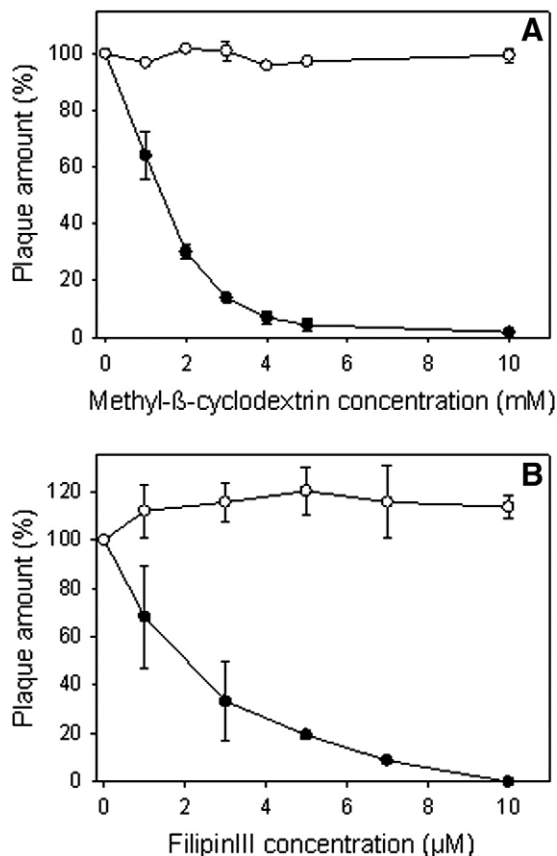 A
Plaque amount (%)
100
80
60
40
20
0
0 2 4 6 8 10
Methyl-ß-cyclodextrin concentration (mM)
B
Plaque amount (%)
120
100
80
60
40
20
0
0 2 4 6 8 10
FilipinIII concentration (µM)